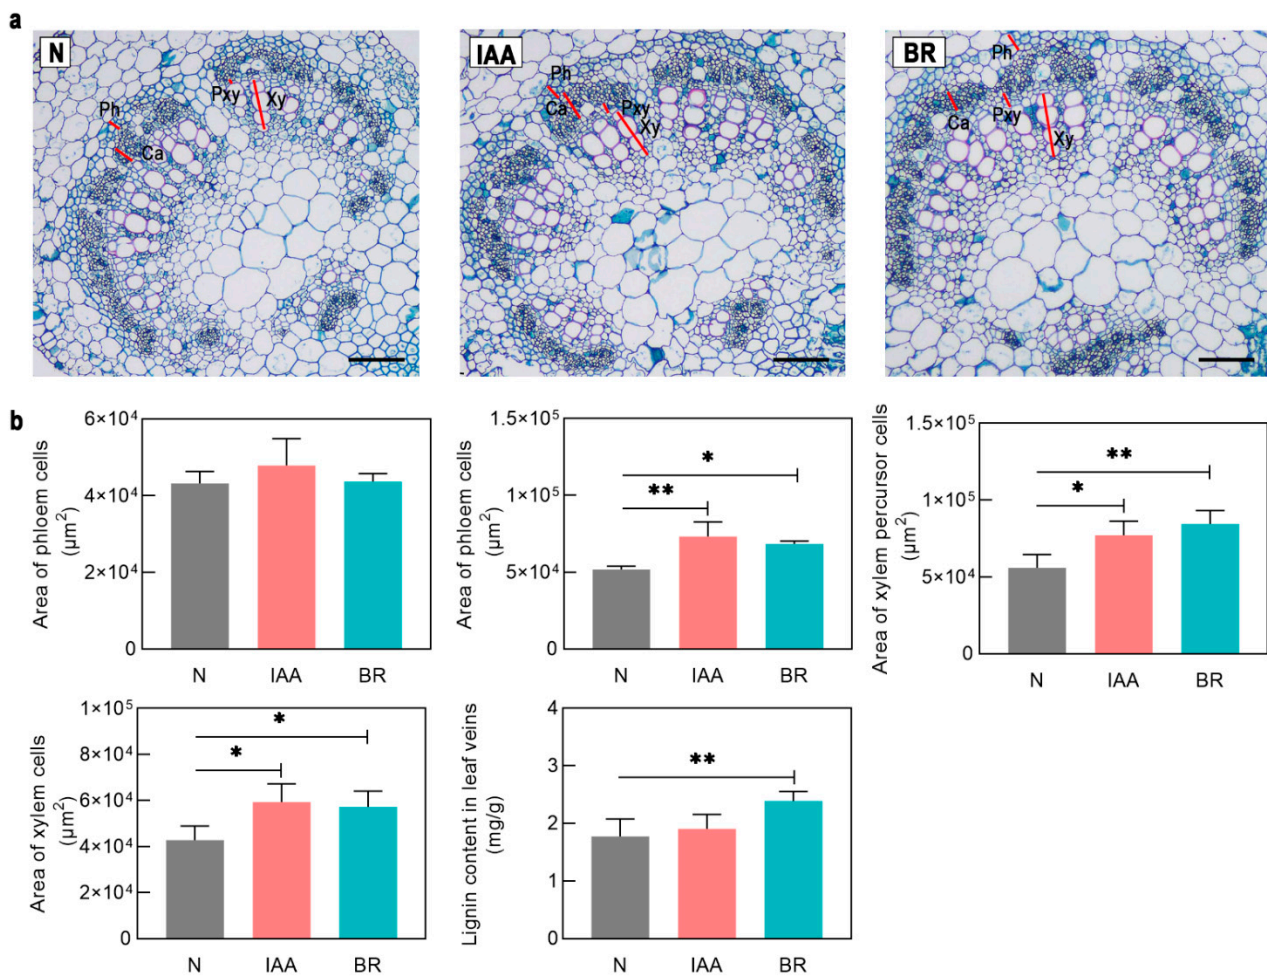 a
N
Ph
Ca
Pxy
Xy
IAA
Ph
Ca
Pxy
Xy
BR
Ph
Ca
Pxy
Xy
b
Area of phloem cells
(μm²)
6×10⁴
4×10⁴
2×10⁴
0
N IAA BR
Area of phloem cells
(μm²)
1.5×10⁵
1×10⁵
5×10⁴
0
**
*
N IAA BR
Area of xylem percursor cells
(μm²)
1.5×10⁵
1×10⁵
5×10⁴
0
*
**
N IAA BR
Area of xylem cells
(μm²)
1×10⁵
8×10⁴
6×10⁴
4×10⁴
2×10⁴
0
*
*
N IAA BR
Lignin content in leaf veins
(mg/g)
4
3
2
1
0
**
N IAA BR